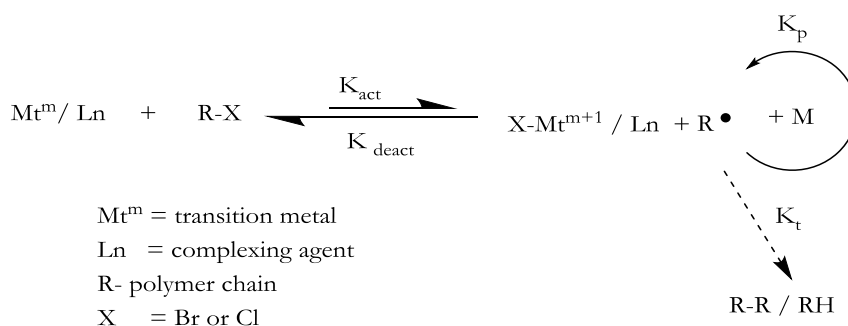 K_p
K_act
Mt^m/ Ln + R-X X-Mt^{m+1} / Ln + R• + M
K_deact
K_t
Mt^m = transition metal
Ln = complexing agent
R- polymer chain
X = Br or Cl
R-R / RH